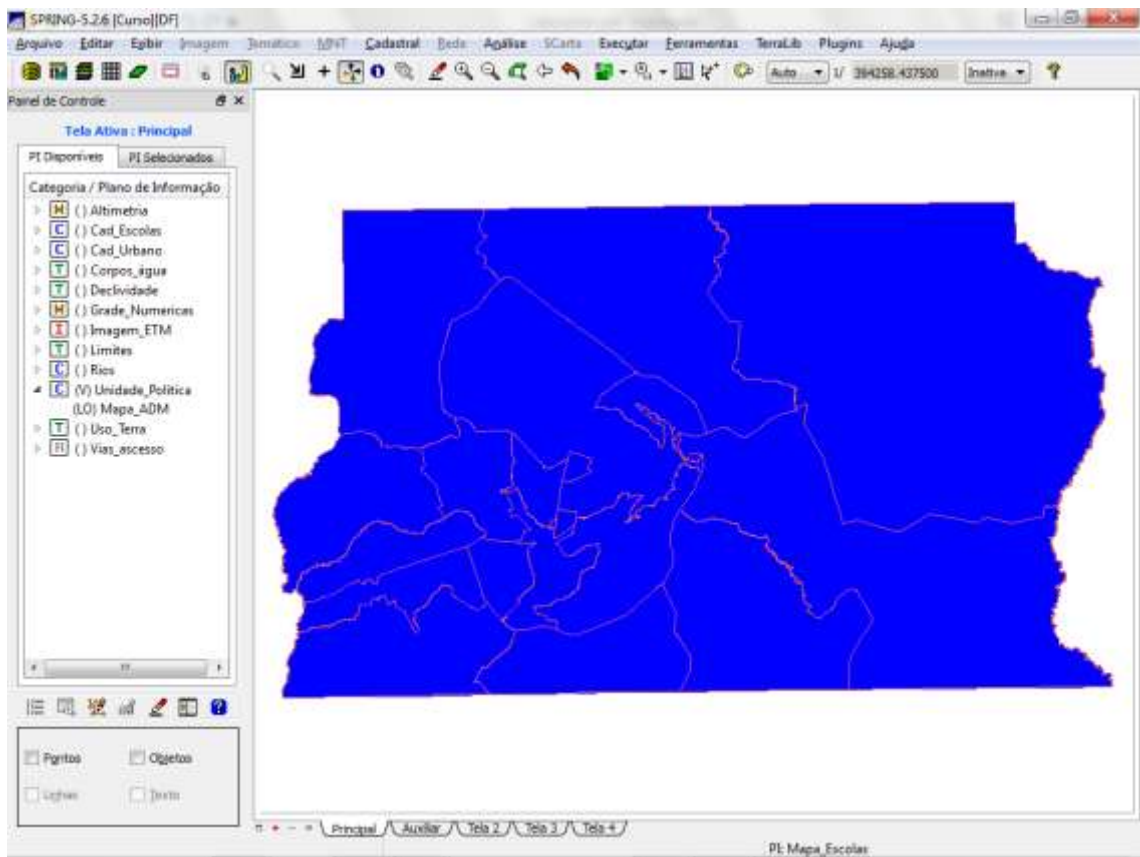 SPRING-5.2.6 [Curso][DF]
Arquivo Editar Exibir Imagem Temático MNT Cadastral Rede Análise SCarta Executar Ferramentas TerraLib Plugins Ajuda
Auto 1/ 384258.437500 Inativa
Painel de Controle
Tela Ativa : Principal
PI Disponíveis PI Selecionados
Categoria / Plano de Informação
M ( ) Altimetria
C ( ) Cad_Escolas
C ( ) Cad_Urbano
T ( ) Corpos_água
T ( ) Declividade
M ( ) Grade_Numericas
I ( ) Imagem_ETM
T ( ) Limites
C ( ) Rios
C (V) Unidade_Politica
(LO) Mapa_ADM
T ( ) Uso_Terra
( ) Vias_ascesso
Pontos Objetos
Linhas Texto
Principal Auxiliar Tela 2 Tela 3 Tela 4
PI: Mapa_Escolas